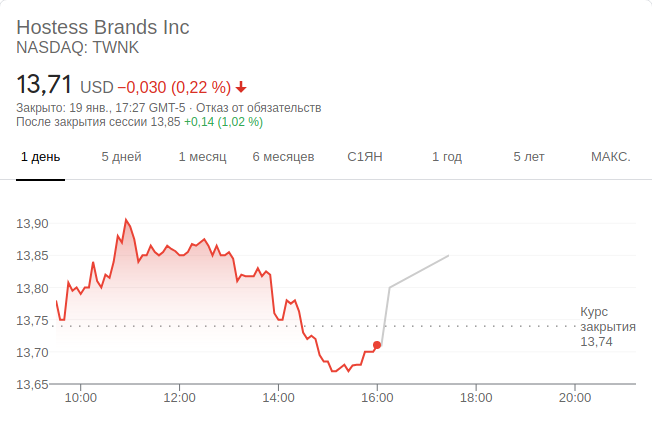 Hostess Brands Inc
NASDAQ: TWNK
13,71 USD −0,030 (0,22 %)
Закрыто: 19 янв., 17:27 GMT-5 · Отказ от обязательств
После закрытия сессии 13,85 +0,14 (1,02 %)
1 день 5 дней 1 месяц 6 месяцев С1ЯН 1 год 5 лет МАКС.
13,90
13,85
13,80
13,75
13,70
13,65
Курс
закрытия
13,74
10:00 12:00 14:00 16:00 18:00 20:00